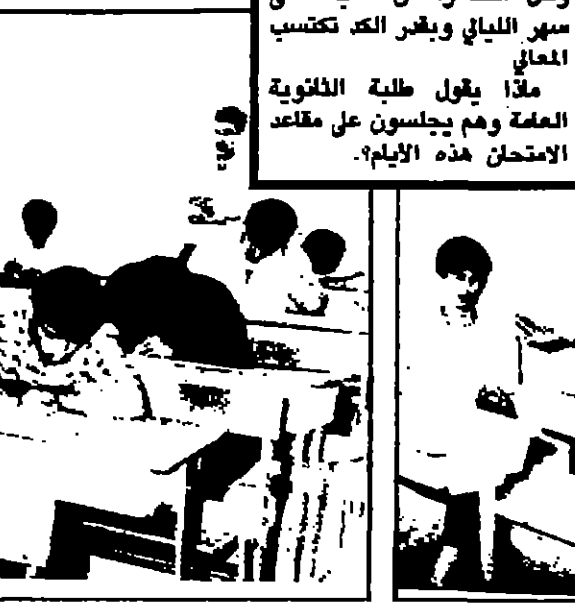 سهر الليالي وبقدر الكد تكتسب
المعالي
ماذا يقول طلبة الثانوية
العامة وهم يجلسون على مقاعد
الامتحان هذه الأيام؟.